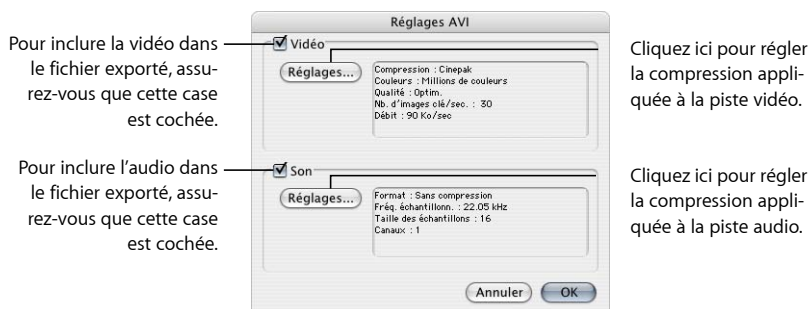 Réglages AVI
Pour inclure la vidéo dans
le fichier exporté, assu-
rez-vous que cette case
est cochée.
Vidéo
Réglages...
Compression : Cinepak
Couleurs : Millions de couleurs
Qualité : Optim.
Nb. d'images clé/sec. : 30
Débit : 90 Ko/sec
Cliquez ici pour régler
la compression appli-
quée à la piste vidéo.
Pour inclure l'audio dans
le fichier exporté, assu-
rez-vous que cette case
est cochée.
Son
Réglages...
Format : Sans compression
Fréq. échantillonn. : 22.05 kHz
Taille des échantillons : 16
Canaux : 1
Cliquez ici pour régler
la compression appli-
quée à la piste audio.
Annuler
OK